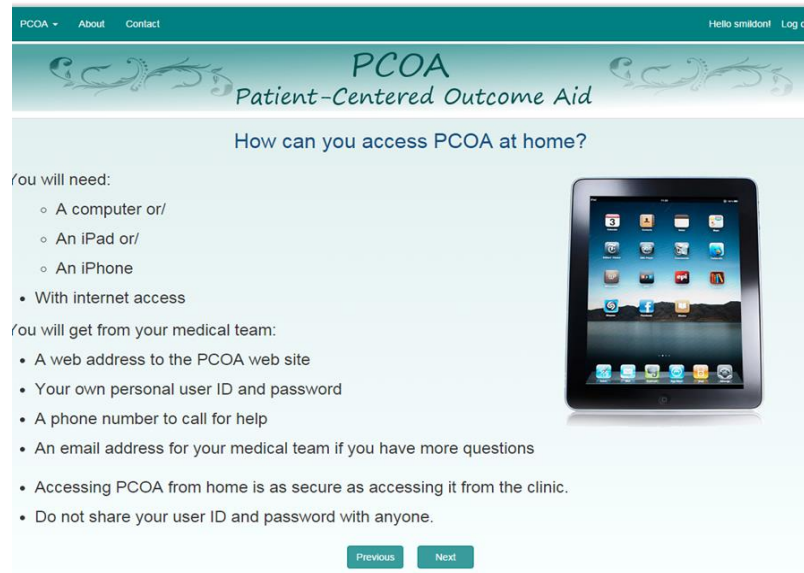 PCOA About Contact Hello smildon! Log o
PCOA
Patient-Centered Outcome Aid
How can you access PCOA at home?
You will need:
A computer or/
An iPad or/
An iPhone
With internet access
You will get from your medical team:
A web address to the PCOA web site
Your own personal user ID and password
A phone number to call for help
An email address for your medical team if you have more questions
Accessing PCOA from home is as secure as accessing it from the clinic.
Do not share your user ID and password with anyone.
Previous Next